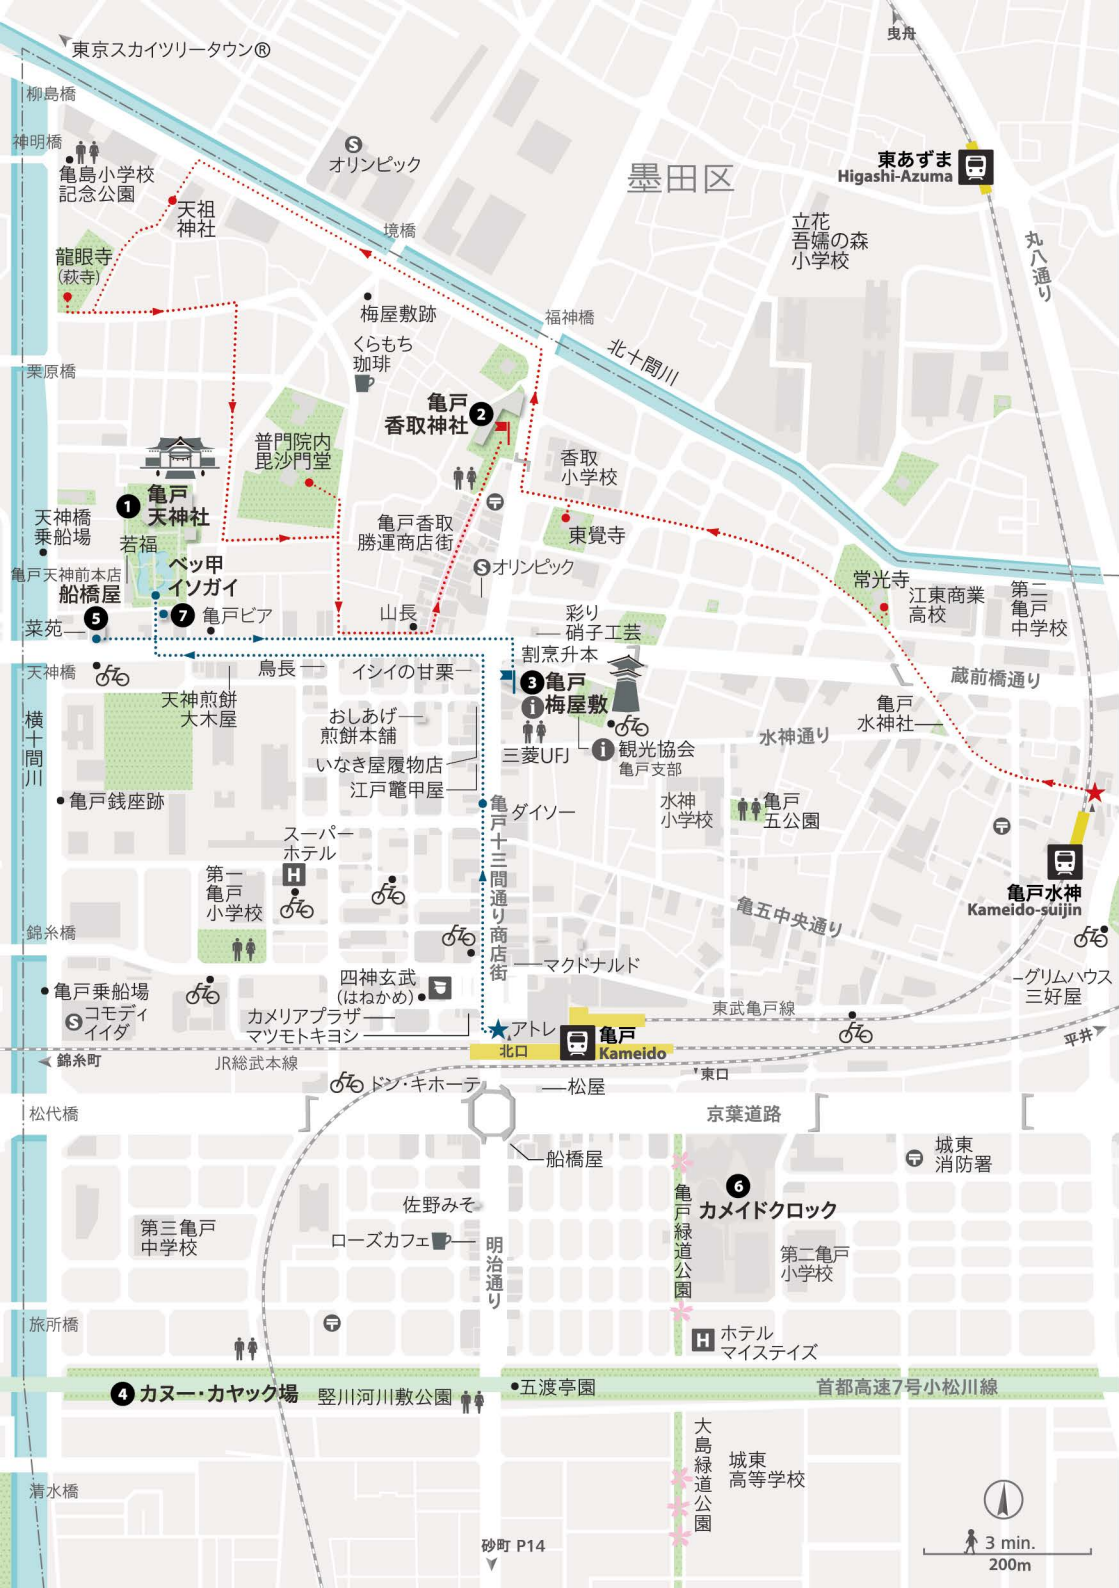 東京スカイツリータウン®
曳舟
柳島橋
神明橋
亀島小学校
記念公園
S
オリンピック
墨田区
東あずま
Higashi-Azuma
天祖
神社
境橋
立花
吾嬬の森
小学校
丸八通り
龍眼寺
(萩寺)
梅屋敷跡
福神橋
くらもち
珈琲
北十間川
栗原橋
亀戸
香取神社
2
普門院内
毘沙門堂
香取
小学校
1
亀戸
天神社
天神橋
乗船場
若福
亀戸香取
勝運商店街
東覺寺
亀戸天神前本店
船橋屋
5
ベッ甲
イソガイ
7
亀戸ビア
S
オリンピック
常光寺
江東商業
高校
第二
亀戸
中学校
菜苑
山長
彩り
硝子工芸
天神橋
鳥長
イシイの甘栗
割烹升本
3
亀戸
梅屋敷
i
蔵前橋通り
天神煎餅
大木屋
おしあげ
煎餅本舗
亀戸
水神社
横十間川
水神通り
三菱UFJ
i
観光協会
亀戸支部
いなき屋履物店
江戸鼈甲屋
亀戸銭座跡
ダイソー
水神
小学校
亀戸
五公園
亀戸十三間通り商店街
スーパー
ホテル
H
第一
亀戸
小学校
亀戸水神
Kameido-suijin
亀五中央通り
錦糸橋
マクドナルド
四神玄武
(はねかめ)
グリムハウス
三好屋
亀戸乗船場
S
コモディ
イイダ
カメリアプラザ
マツモトキヨシ
東武亀戸線
アトレ
北口
亀戸
Kameido
平井
錦糸町
JR総武本線
東口
ドン・キホーテ
松屋
松代橋
京葉道路
船橋屋
城東
消防署
6
カメイドクロック
佐野みそ
亀戸緑道公園
第三亀戸
中学校
ローズカフェ
明治通り
第二亀戸
小学校
旅所橋
H
ホテル
マイステイズ
4
カヌー・カヤック場
竪川河川敷公園
五渡亭園
首都高速7号小松川線
大島緑道公園
城東
高等学校
清水橋
砂町 P14
3 min.
200m